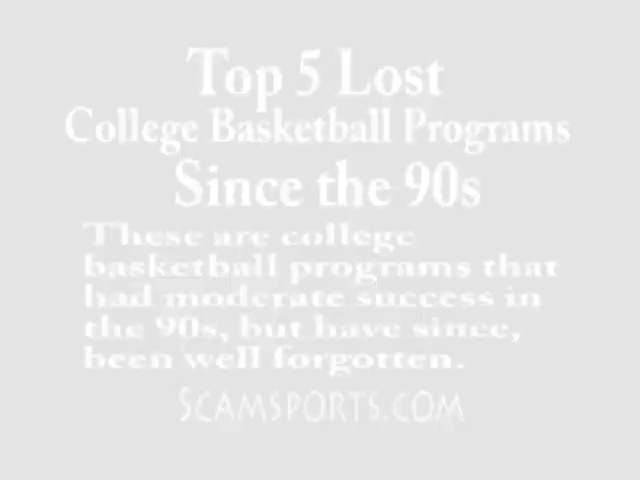 Top 5 Lost
College Basketball Programs
Since the 90s
These are college
basketball programs that
had moderate success in
the 90s, but have since,
been well forgotten.
Scamsports.com